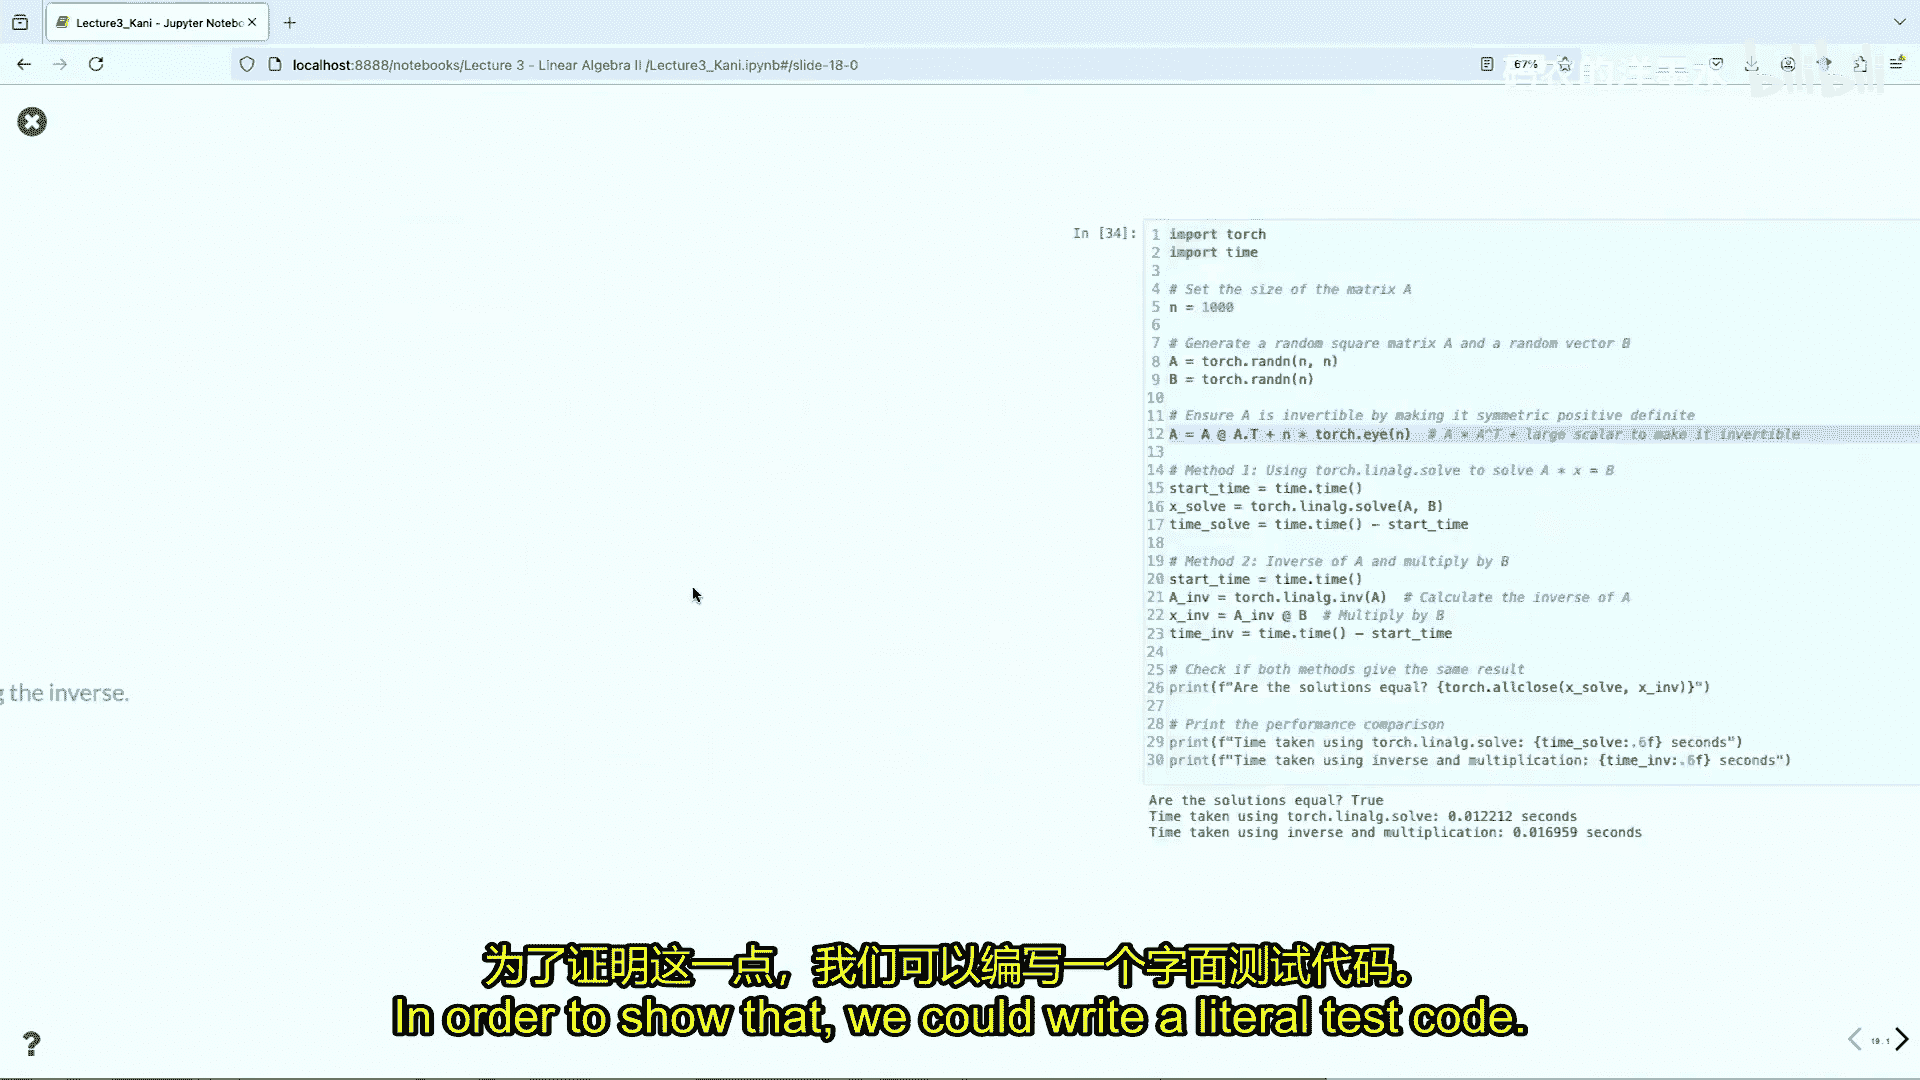 Lecture3_Kani - Jupyter Notebo
localhost:8888/notebooks/Lecture 3 - Linear Algebra II /Lecture3_Kani.ipynb#/slide-18-0
67%
bilibili
In [34]:
1 import torch
2 import time
3
4 # Set the size of the matrix A
5 n = 1000
6
7 # Generate a random square matrix A and a random vector B
8 A = torch.randn(n, n)
9 B = torch.randn(n)
10
11 # Ensure A is invertible by making it symmetric positive definite
12 A = A @ A.T + n * torch.eye(n)  # A * A^T + large scalar to make it invertible
13
14 # Method 1: Using torch.linalg.solve to solve A * x = B
15 start_time = time.time()
16 x_solve = torch.linalg.solve(A, B)
17 time_solve = time.time() - start_time
18
19 # Method 2: Inverse of A and multiply by B
20 start_time = time.time()
21 A_inv = torch.linalg.inv(A)  # Calculate the inverse of A
22 x_inv = A_inv @ B  # Multiply by B
23 time_inv = time.time() - start_time
24
25 # Check if both methods give the same result
26 print(f"Are the solutions equal? {torch.allclose(x_solve, x_inv)}")
27
28 # Print the performance comparison
29 print(f"Time taken using torch.linalg.solve: {time_solve:.6f} seconds")
30 print(f"Time taken using inverse and multiplication: {time_inv:.6f} seconds")
the inverse.
Are the solutions equal? True
Time taken using torch.linalg.solve: 0.012212 seconds
Time taken using inverse and multiplication: 0.016959 seconds
为了证明这一点，我们可以编写一个字面测试代码。
In order to show that, we could write a literal test code.
?
19.1